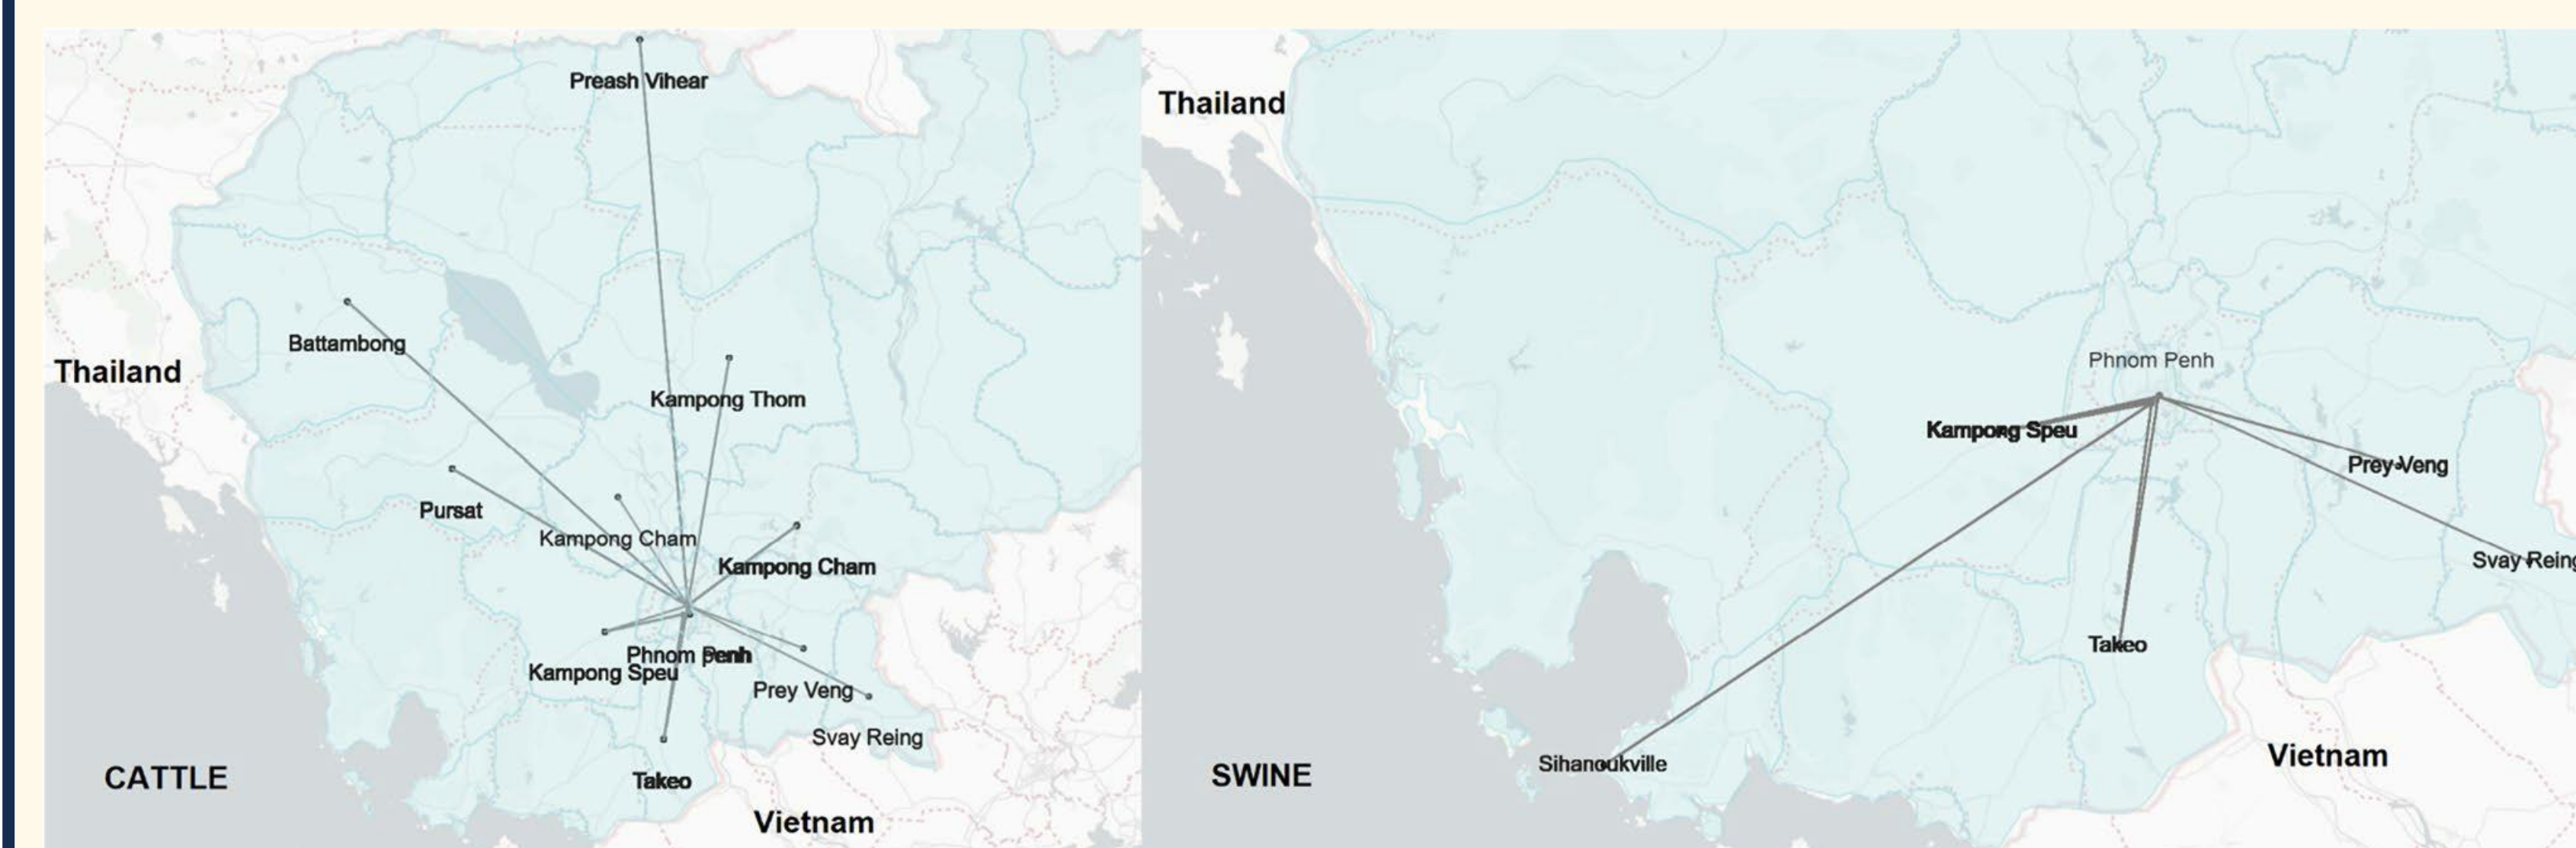 Preash Vihear
Battambong
Thailand
Kampong Thom
Pursat
Kampong Cham
Kampong Cham
Phnom Penh
Kampong Speu
Prey Veng
Svay Reing
Takeo
CATTLE
Vietnam
Thailand
Phnom Penh
Kampong Speu
Prey Veng
Svay Reing
Takeo
Sihanoukville
SWINE
Vietnam